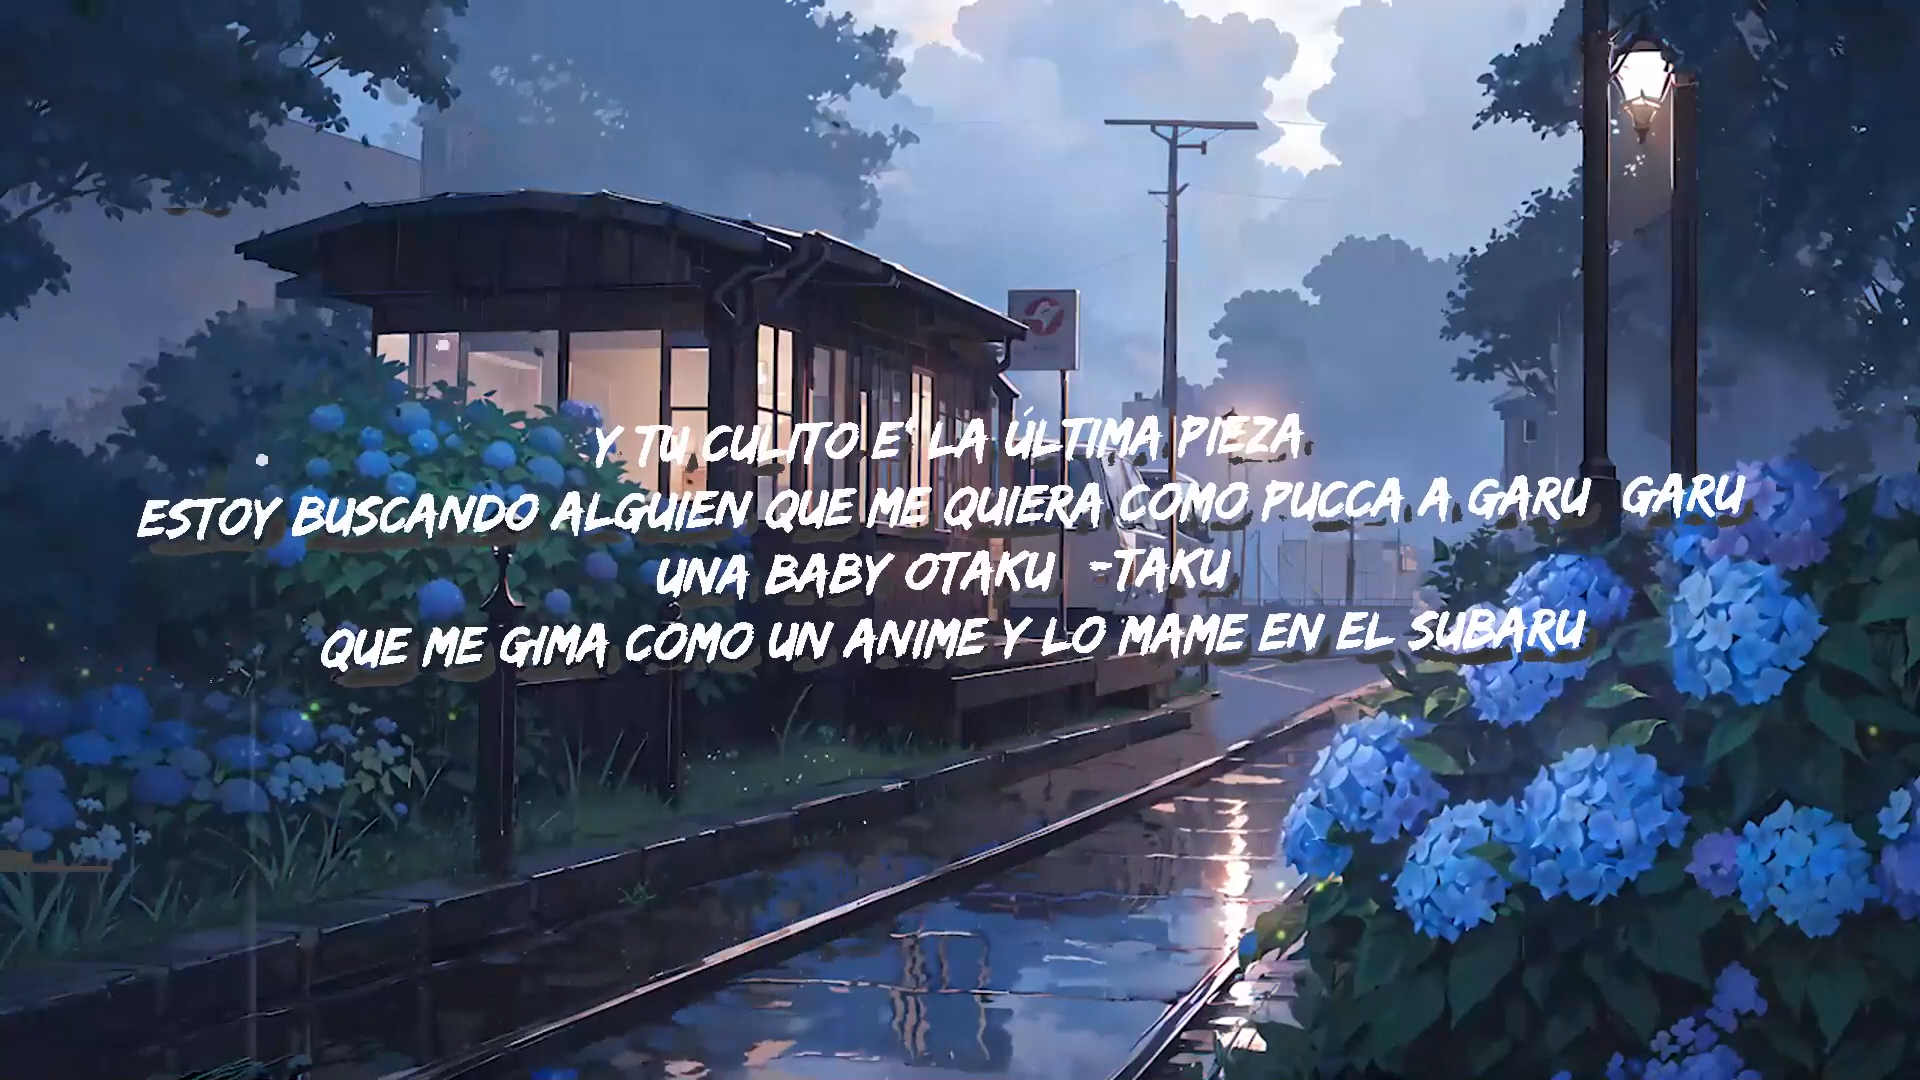 Y TU CULITO E' LA ÚLTIMA PIEZA
ESTOY BUSCANDO ALGUIEN QUE ME QUIERA COMO PUCCA A GARU GARU
UNA BABY OTAKU -TAKU
QUE ME GIMA COMO UN ANIME Y LO MAME EN EL SUBARU